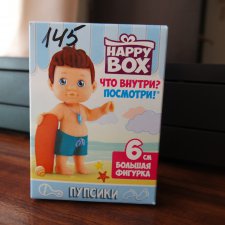 145
HAPPY
BOX
ЧТО ВНУТРИ?
ПОСМОТРИ!
6 СМ
БОЛЬШАЯ
ФИГУРКА
ПУПСИКИ